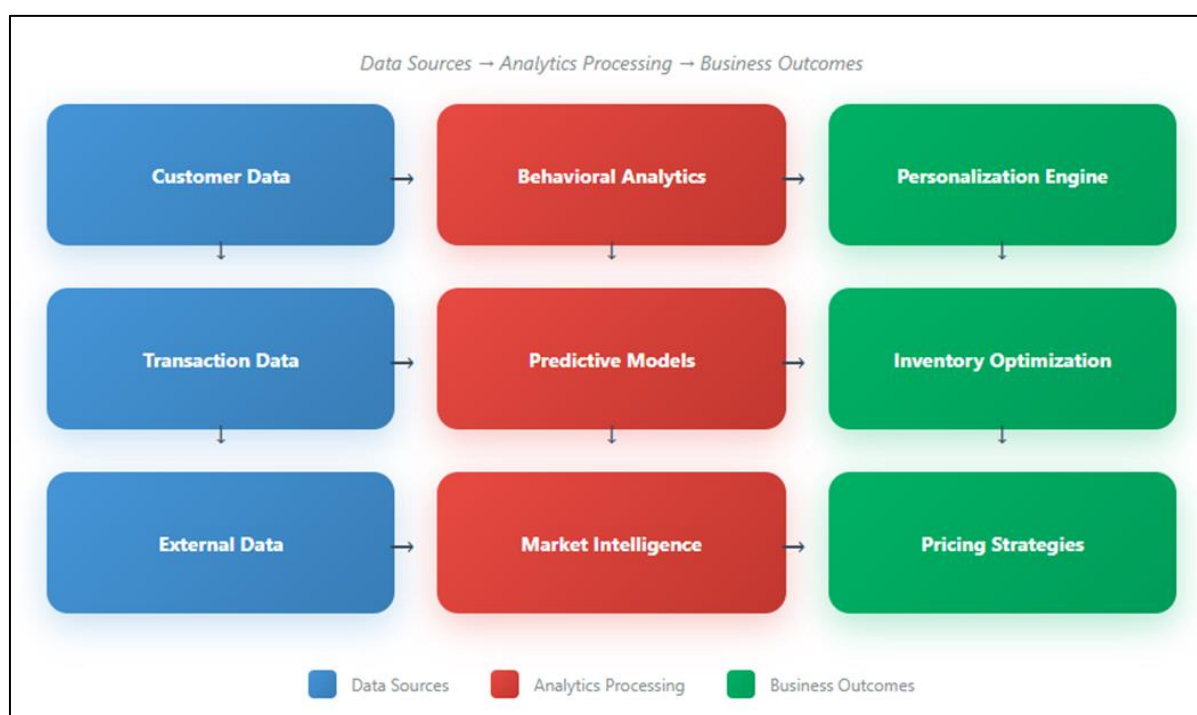 Data Sources → Analytics Processing → Business Outcomes
Customer Data → Behavioral Analytics → Personalization Engine
↓ ↓ ↓
Transaction Data → Predictive Models → Inventory Optimization
↓ ↓ ↓
External Data → Market Intelligence → Pricing Strategies
Data Sources Analytics Processing Business Outcomes